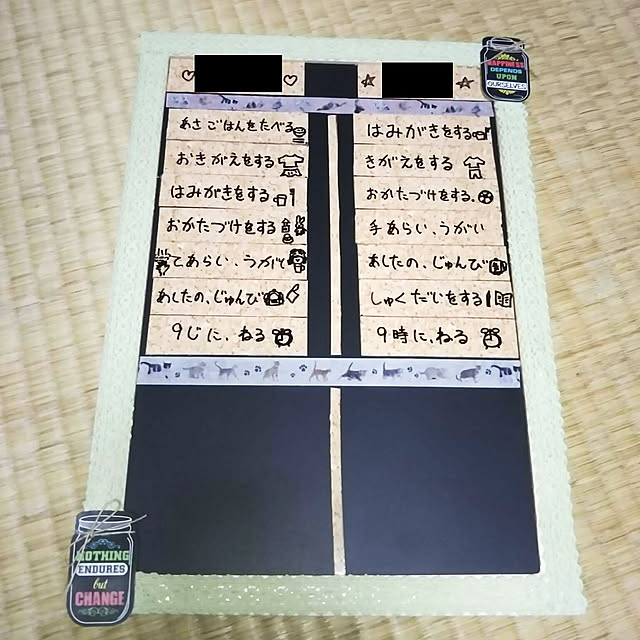 HAPPINESS
DEPENDS
UPON
OURSELVES
あさごはんをたべる
おきがえをする
はみがきをする
おかたづけをする
てあらい、うがい
あしたの、じゅんび
9じに、ねる
はみがきをする
きがえをする
おかたづけをする。
手あらい、うがい
あしたの、じゅんび
しゅくだいをする
9時に、ねる
NOTHING
ENDURES
but
CHANGE